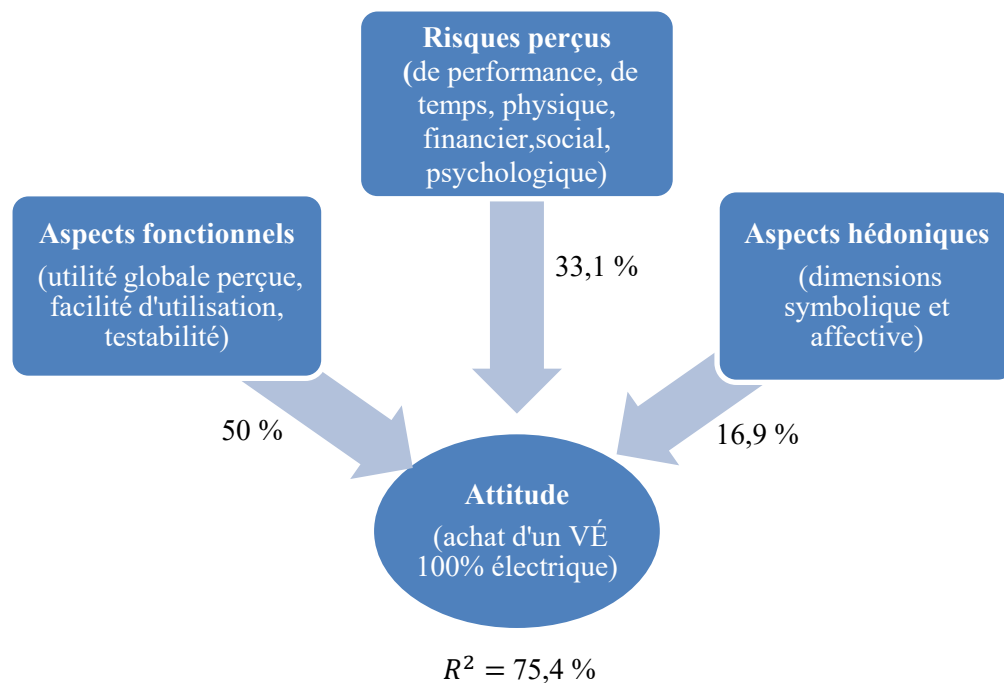 Risques perçus
(de performance, de
temps, physique,
financier,social,
psychologique)
Aspects fonctionnels
(utilité globale perçue,
facilité d'utilisation,
testabilité)
33,1 %
Aspects hédoniques
(dimensions
symbolique et
affective)
50 %
16,9 %
Attitude
(achat d'un VÉ
100% électrique)
R² = 75,4 %